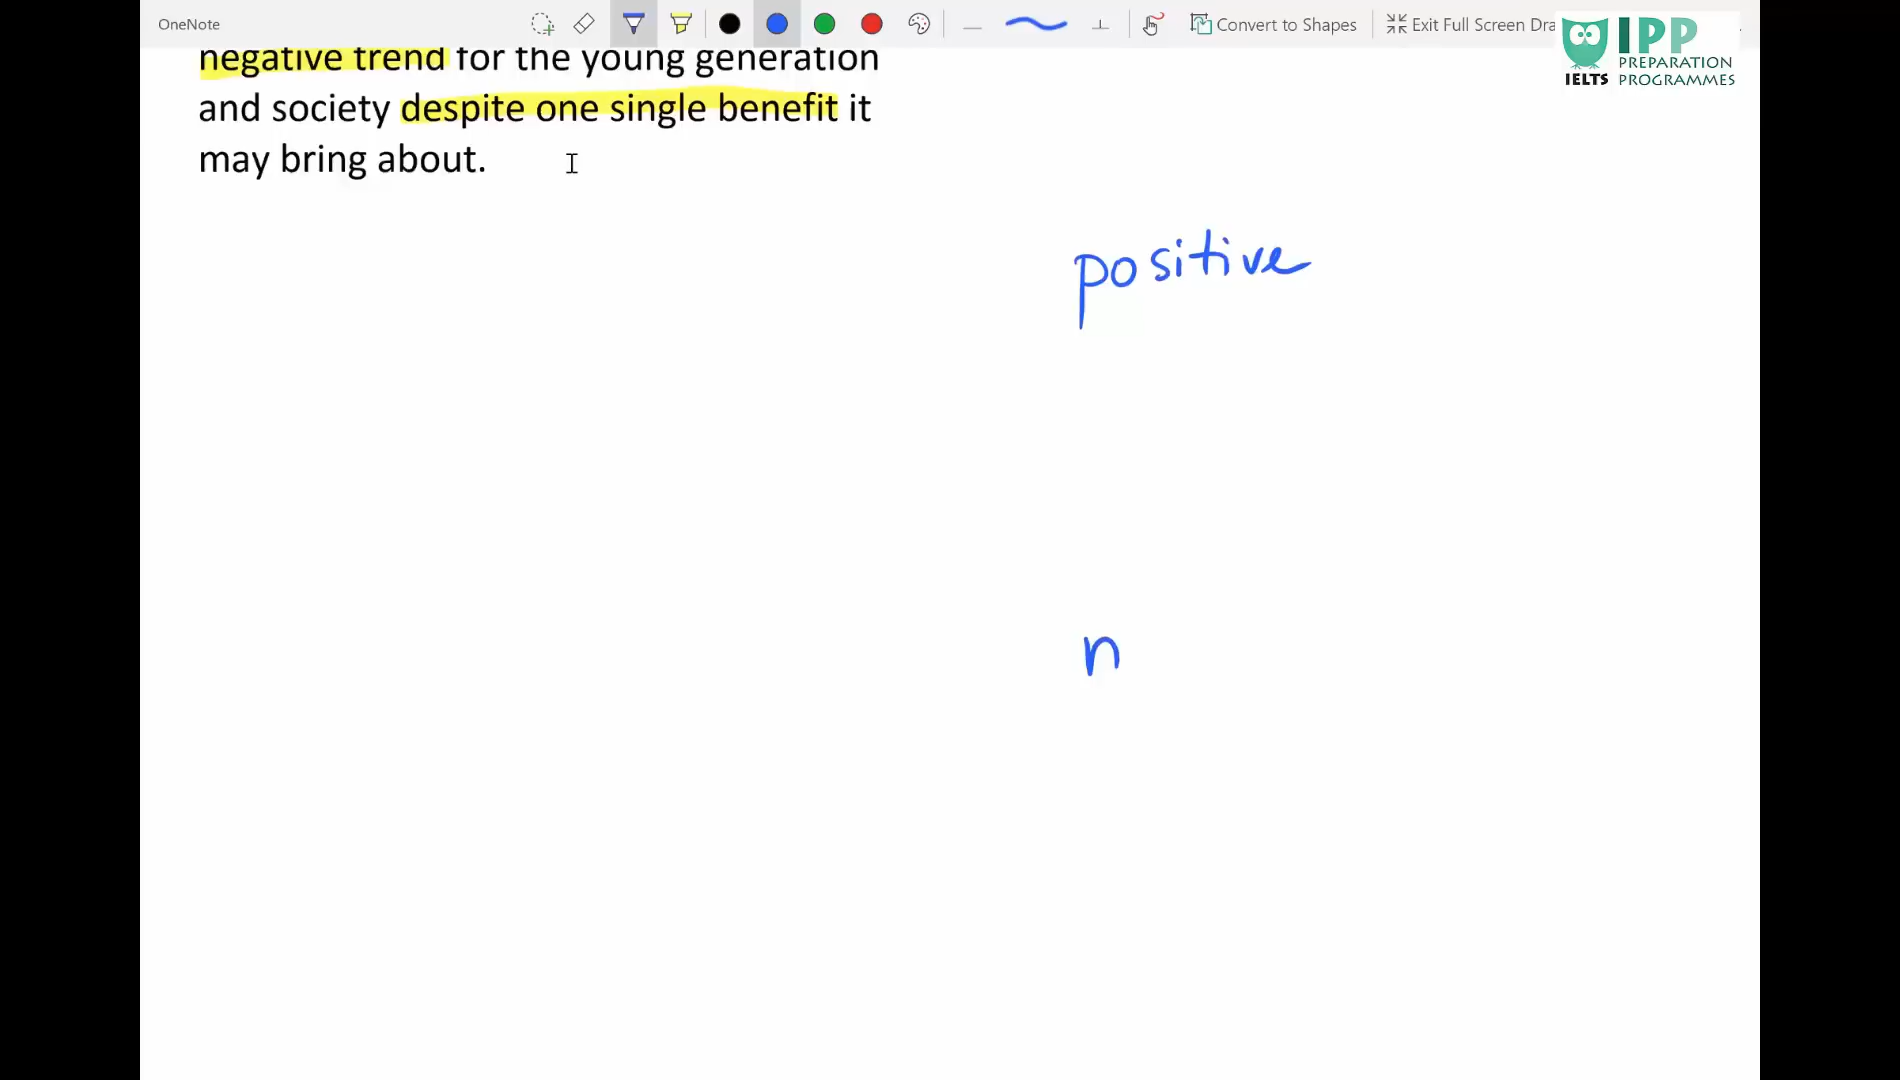 OneNote
Convert to Shapes
Exit Full Screen Dra
IPP
PREPARATION
IELTS PROGRAMMES
negative trend for the young generation
and society despite one single benefit it
may bring about.
positive
n